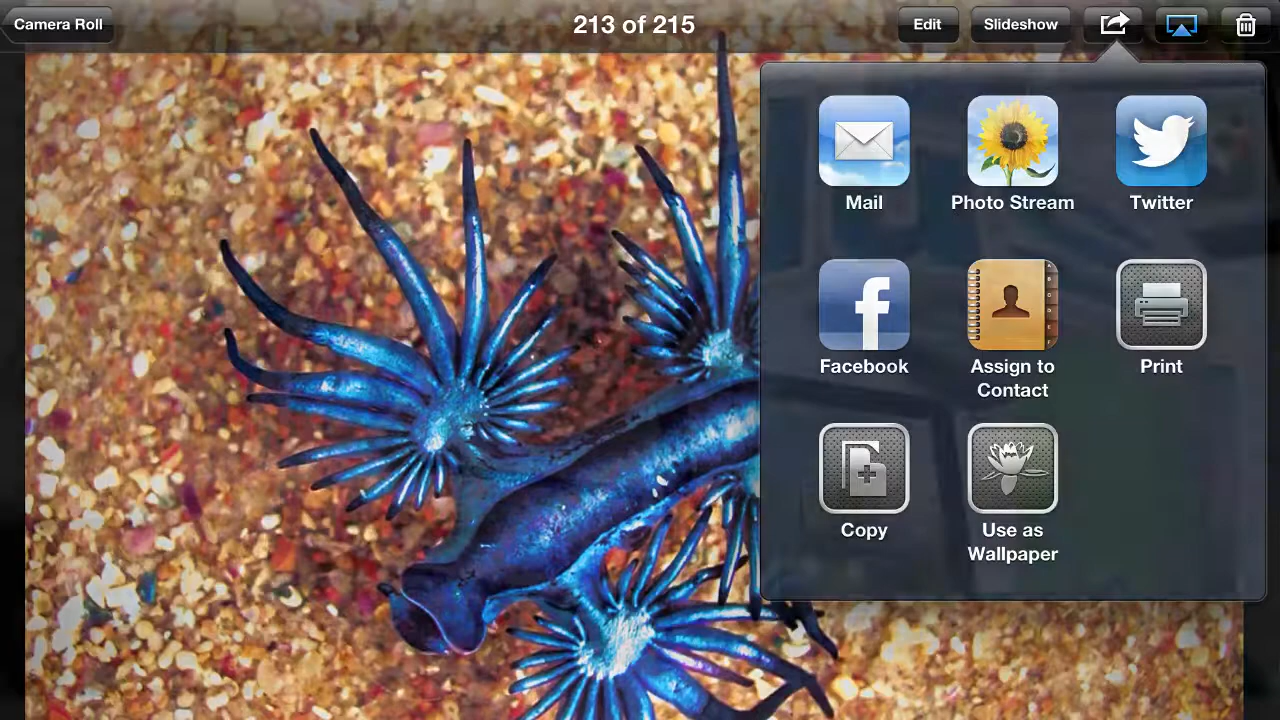 Camera Roll
213 of 215
Edit
Slideshow
Mail
Photo Stream
Twitter
Facebook
Assign to
Contact
Print
Copy
Use as
Wallpaper